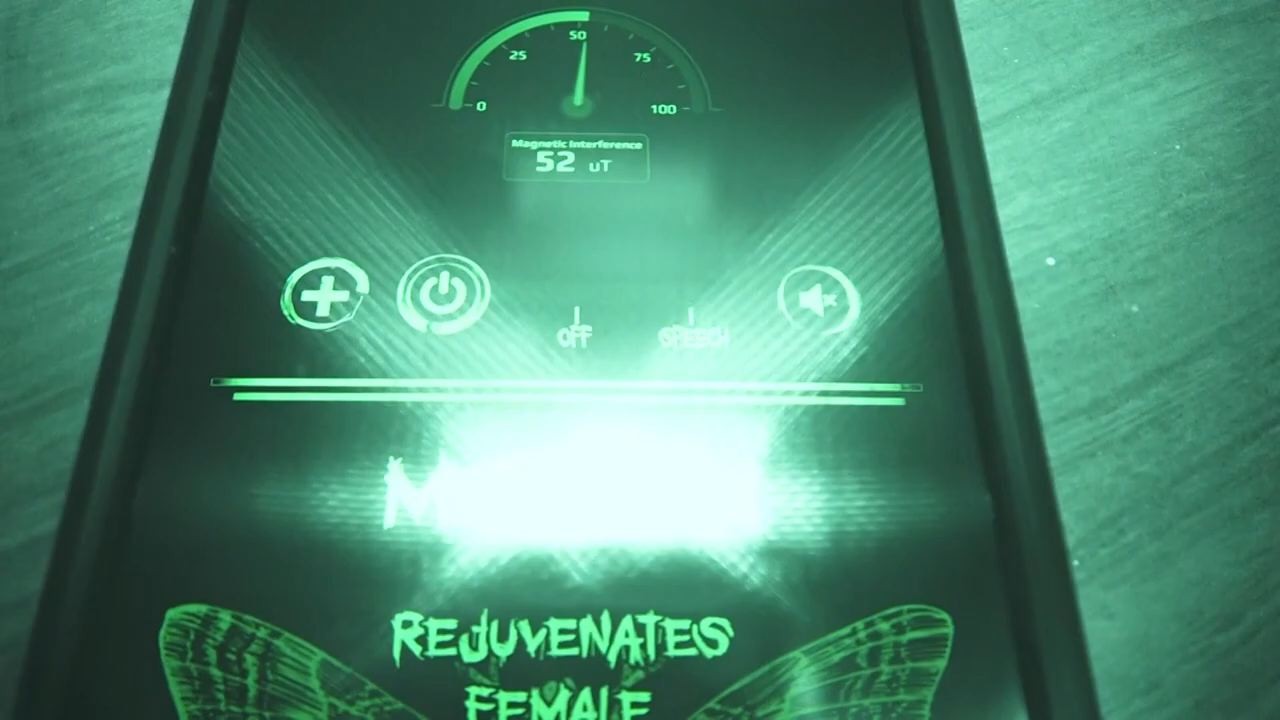 50
25
75
0
100
Magnetic Interference
52 uT
OFF
SPEECH
REJUVENATES
FEMALE